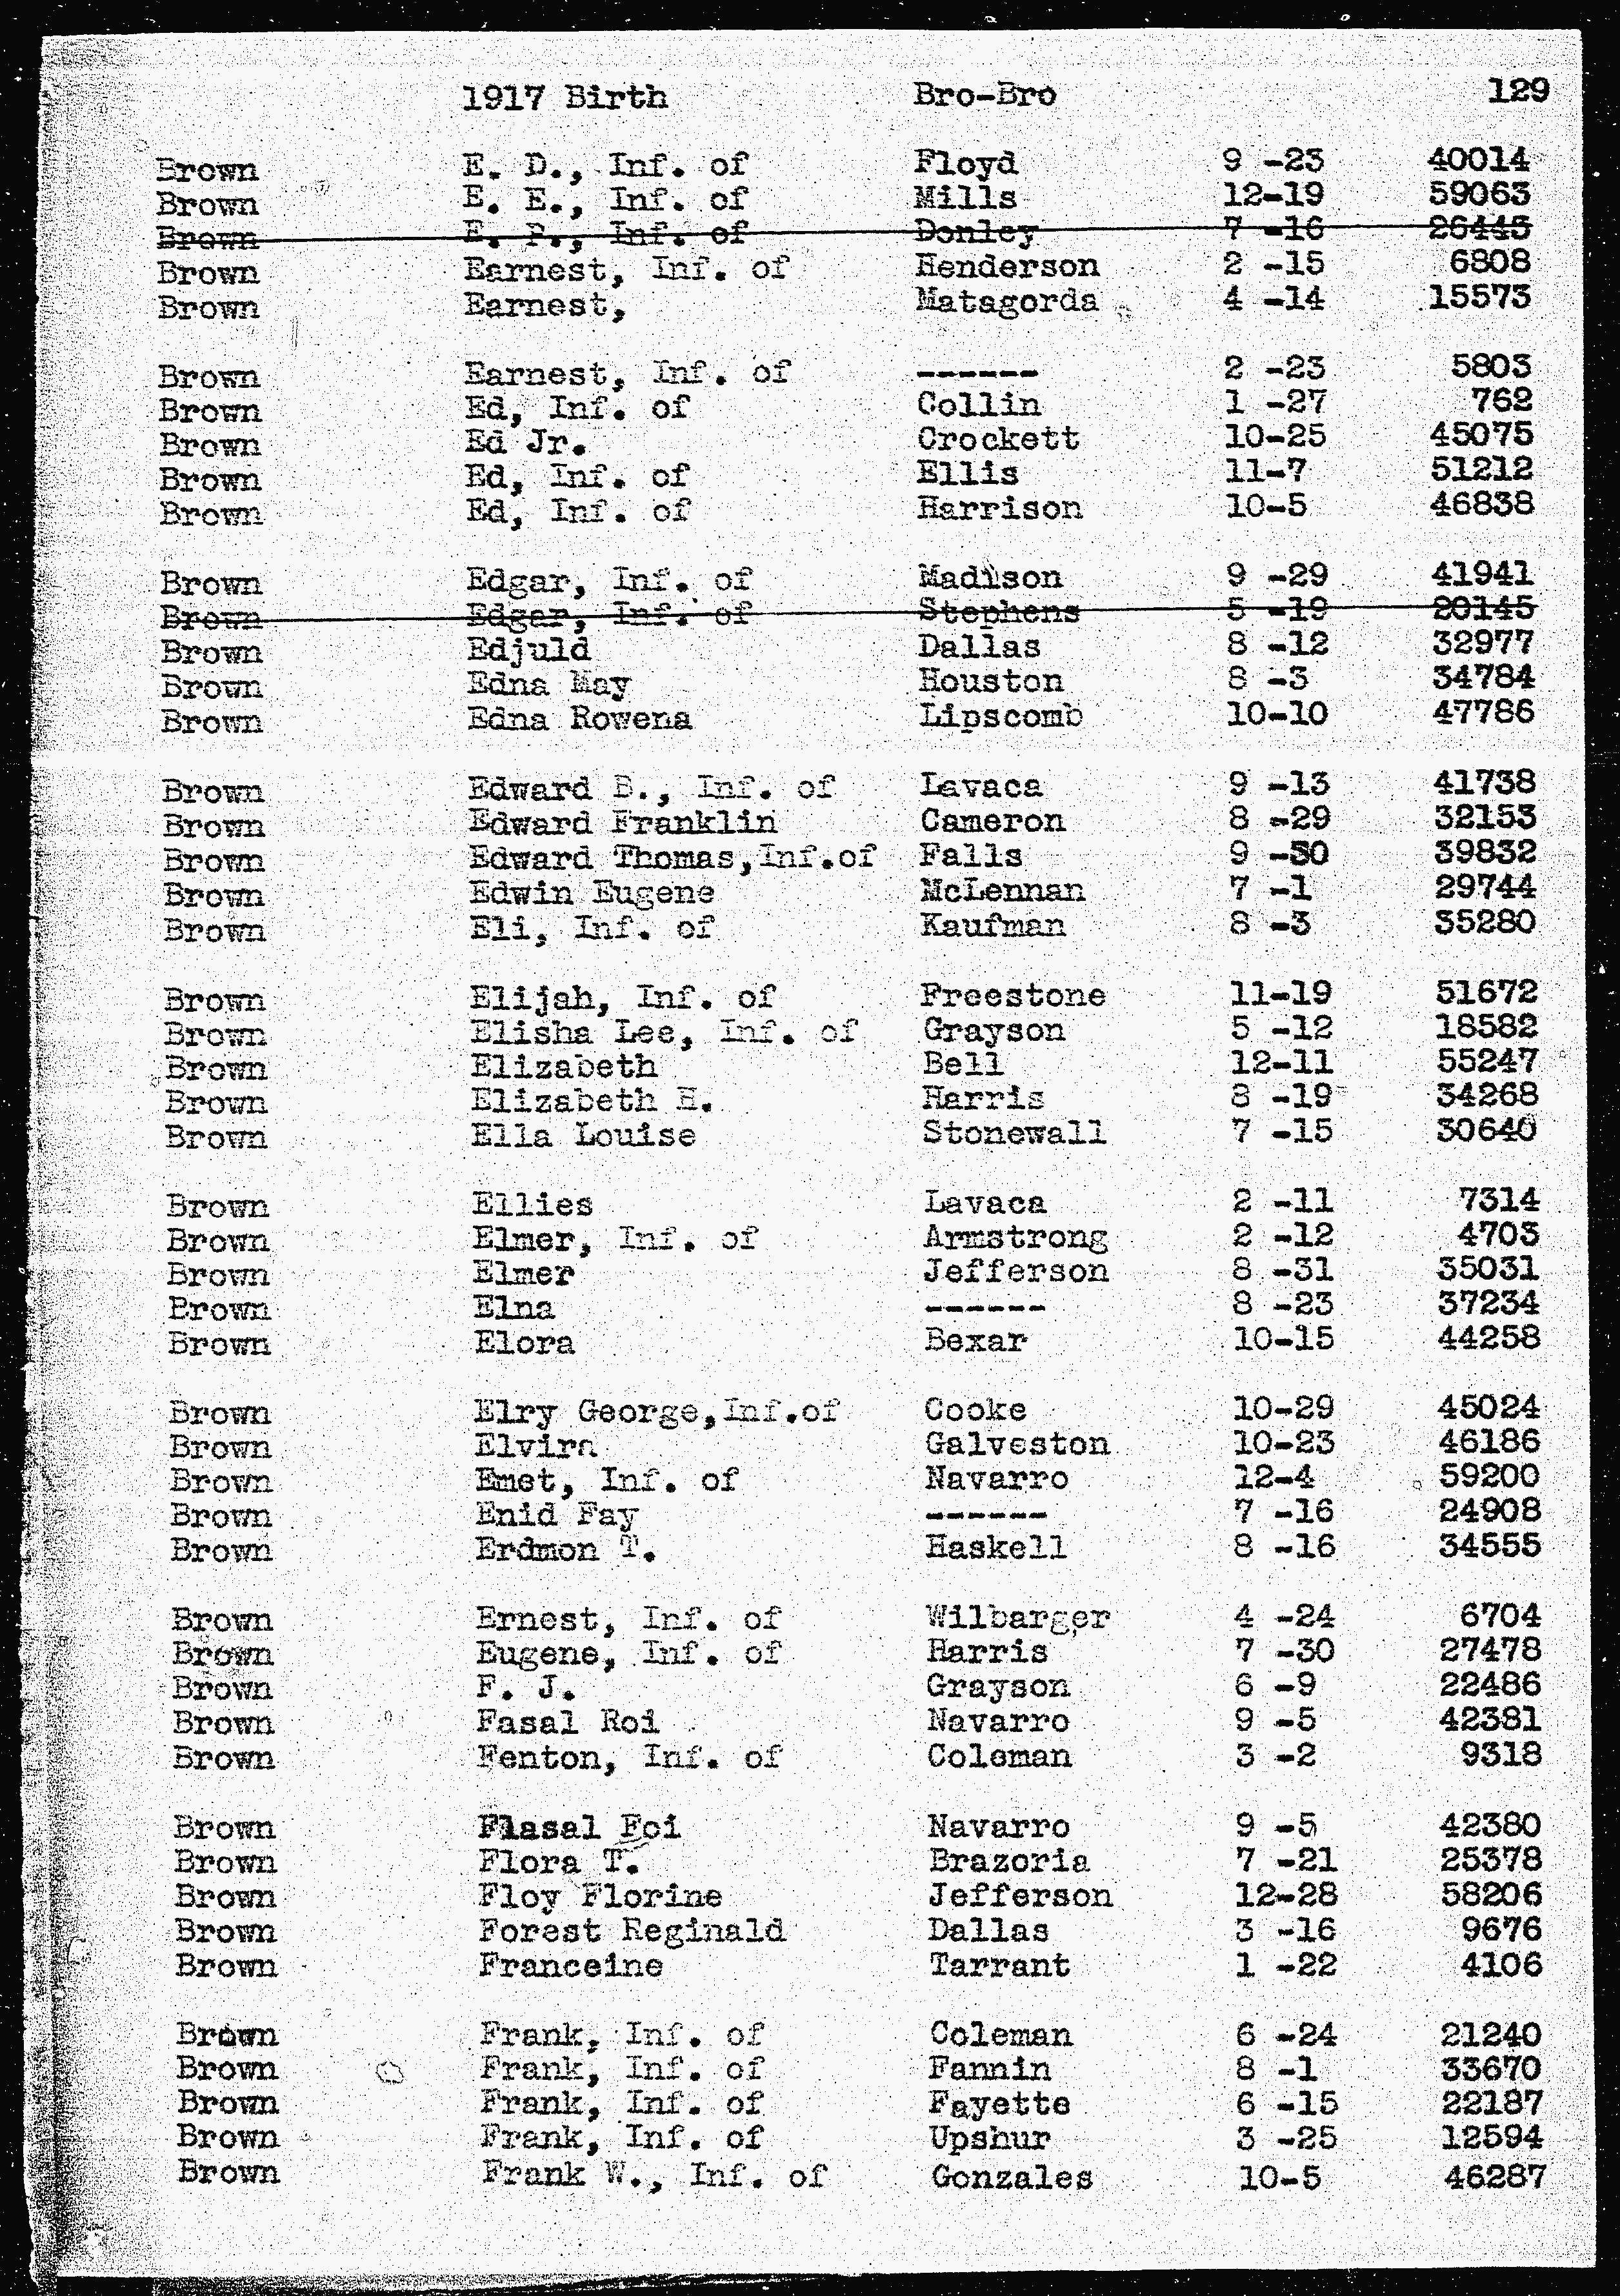 1917 Birth Bro-Bro 129
Brown E. D., Inf. of Floyd 9 -23 40014
Brown E. E., Inf. of Mills 12-19 59063
Brown E. P., Inf. of Donley 7 -16 26445
Brown Earnest, Inf. of Henderson 2 -15 6808
Brown Earnest, Matagorda 4 -14 15573
Brown Earnest, Inf. of ------ 2 -23 5803
Brown Ed, Inf. of Collin 1 -27 762
Brown Ed Jr. Crockett 10-25 45075
Brown Ed, Inf. of Ellis 11-7 51212
Brown Ed, Inf. of Harrison 10-5 46838
Brown Edgar, Inf. of Madison 9 -29 41941
Brown Edgar, Inf. of Stephens 5 -19 20145
Brown Edjuld Dallas 8 -12 32977
Brown Edna May Houston 8 -3 34784
Brown Edna Rowena Lipscomb 10-10 47786
Brown Edward B., Inf. of Lavaca 9 -13 41738
Brown Edward Franklin Cameron 8 -29 32153
Brown Edward Thomas,Inf.of Falls 9 -30 39832
Brown Edwin Eugene McLennan 7 -1 29744
Brown Eli, Inf. of Kaufman 8 -3 35280
Brown Elijah, Inf. of Freestone 11-19 51672
Brown Elisha Lee, Inf. of Grayson 5 -12 18582
Brown Elizabeth Bell 12-11 55247
Brown Elizabeth H. Harris 8 -19 34268
Brown Ella Louise Stonewall 7 -15 30640
Brown Ellies Lavaca 2 -11 7314
Brown Elmer, Inf. of Armstrong 2 -12 4703
Brown Elmer Jefferson 8 -31 35031
Brown Elna ------ 8 -23 37234
Brown Elora Bexar 10-15 44258
Brown Elry George,Inf.of Cooke 10-29 45024
Brown Elvira Galveston 10-23 46186
Brown Emet, Inf. of Navarro 12-4 59200
Brown Enid Fay ------ 7 -16 24908
Brown Erdmon T. Haskell 8 -16 34555
Brown Ernest, Inf. of Wilbarger 4 -24 6704
Brown Eugene, Inf. of Harris 7 -30 27478
Brown F. J. Grayson 6 -9 22486
Brown Fasal Roi Navarro 9 -5 42381
Brown Fenton, Inf. of Coleman 3 -2 9318
Brown Flasal Foi Navarro 9 -5 42380
Brown Flora T. Brazoria 7 -21 25378
Brown Floy Florine Jefferson 12-28 58206
Brown Forest Reginald Dallas 3 -16 9676
Brown Franceine Tarrant 1 -22 4106
Brown Frank, Inf. of Coleman 6 -24 21240
Brown Frank, Inf. of Fannin 8 -1 33670
Brown Frank, Inf. of Fayette 6 -15 22187
Brown Frank, Inf. of Upshur 3 -25 12594
Brown Frank W., Inf. of Gonzales 10-5 46287